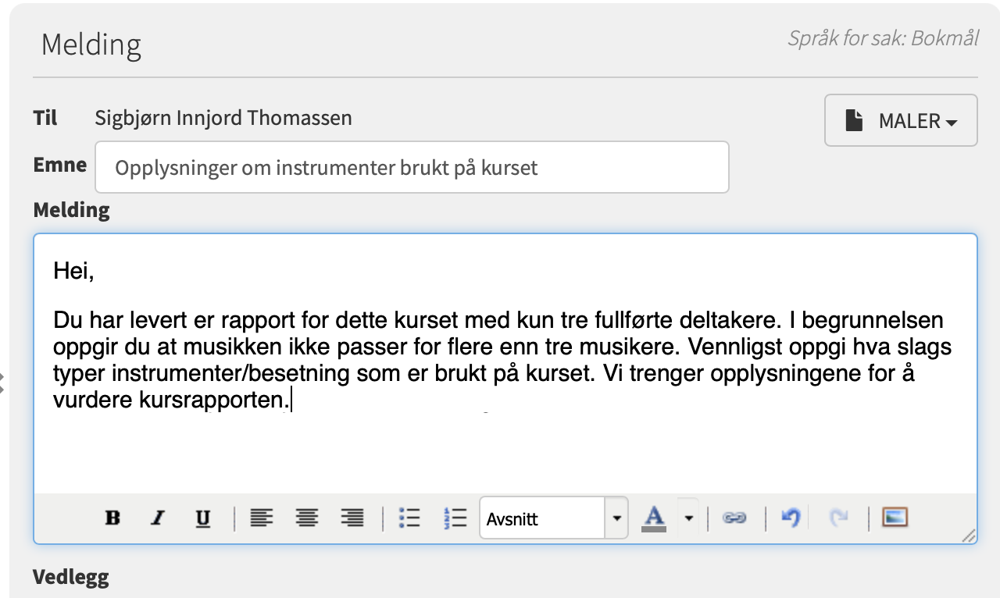 Melding
Språk for sak: Bokmål
Til Sigbjørn Innjord Thomassen
MALER
Emne Opplysninger om instrumenter brukt på kurset
Melding
Hei,
Du har levert er rapport for dette kurset med kun tre fullførte deltakere. I begrunnelsen
oppgir du at musikken ikke passer for flere enn tre musikere. Vennligst oppgi hva slags
typer instrumenter/besetning som er brukt på kurset. Vi trenger opplysningene for å
vurdere kursrapporten.
B I U Avsnitt A
Vedlegg